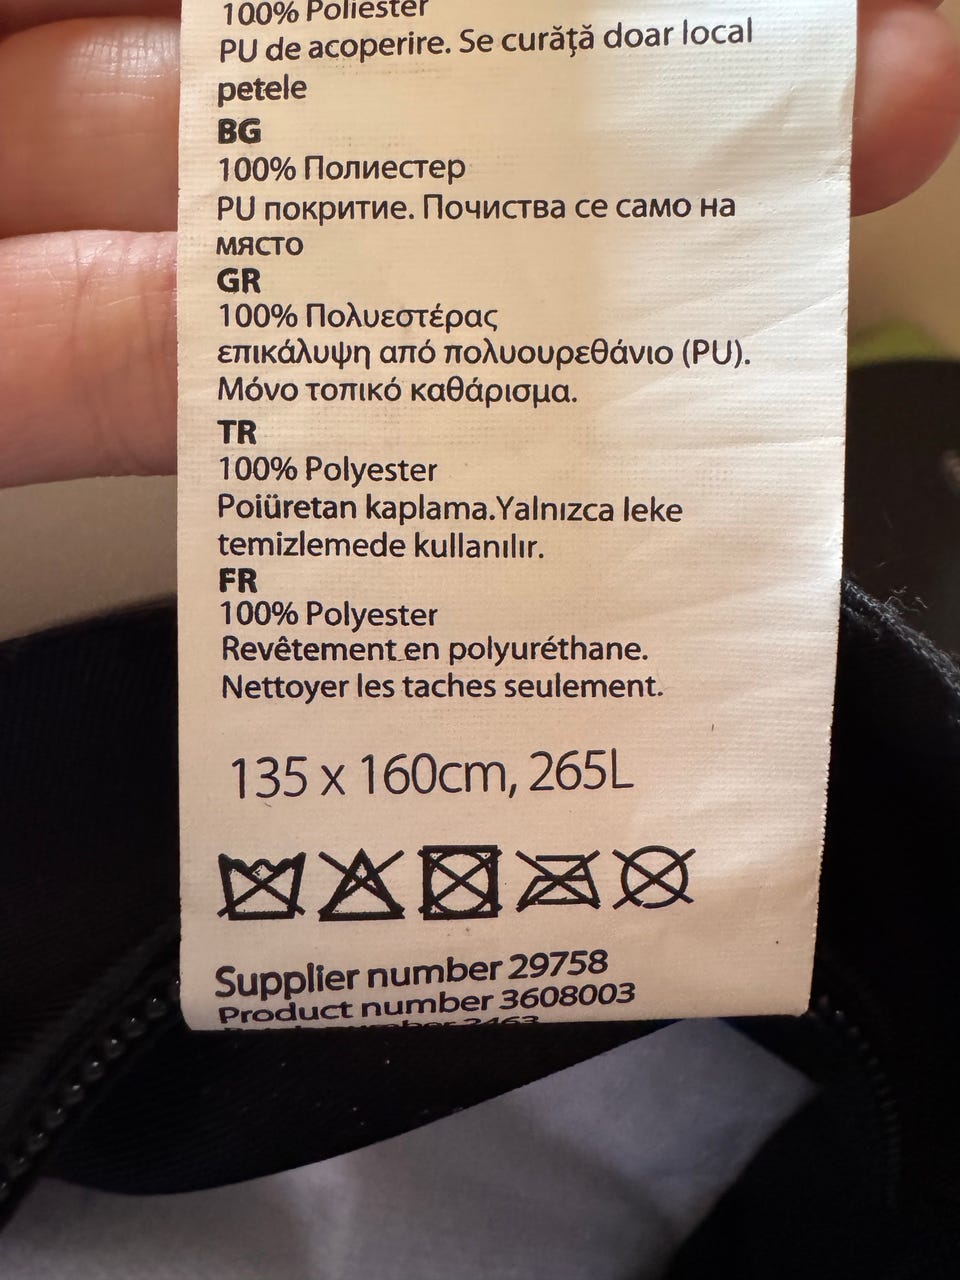 100% Poliester
PU de acoperire. Se curăţă doar local
petele
BG
100% Полиестер
PU покритие. Почиства се само на
място
GR
100% Πολυεστέρας
επικάλυψη από πολυουρεθάνιο (PU).
Μόνο τοπικό καθάρισμα.
TR
100% Polyester
Poiüretan kaplama.Yalnızca leke
temizlemede kullanılır.
FR
100% Polyester
Revêtement en polyuréthane.
Nettoyer les taches seulement.
135 x 160cm, 265L
Supplier number 29758
Product number 3608003
number 2463